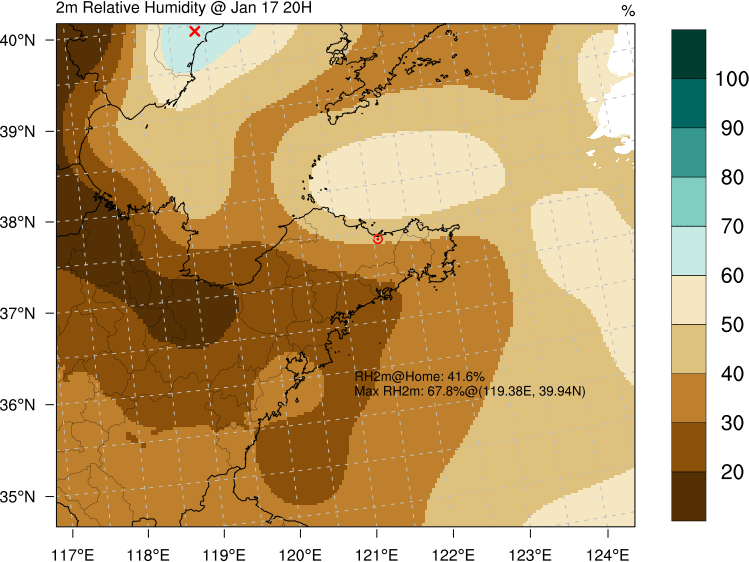 2m Relative Humidity @ Jan 17 20H
%
40°N
39°N
38°N
37°N
36°N
35°N
117°E
118°E
119°E
120°E
121°E
122°E
123°E
124°E
RH2m@Home: 41.6%
Max RH2m: 67.8%@(119.38E, 39.94N)
100
90
80
70
60
50
40
30
20